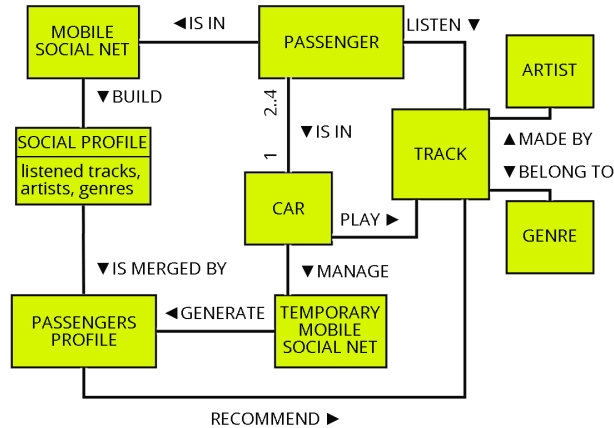 MOBILE
SOCIAL NET
◀IS IN
PASSENGER
LISTEN ▼
ARTIST
▼BUILD
2..4
▼IS IN
1
TRACK
▲MADE BY
▼BELONG TO
SOCIAL PROFILE
listened tracks,
artists, genres
CAR
PLAY ▶
GENRE
▼IS MERGED BY
▼MANAGE
PASSENGERS
PROFILE
◀GENERATE
TEMPORARY
MOBILE
SOCIAL NET
RECOMMEND ▶